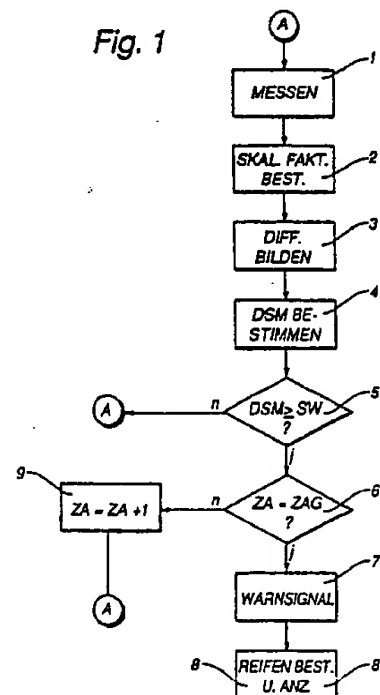 Fig. 1
A
1
MESSEN
2
SKAL. FAKT.
BEST.
3
DIFF.
BILDEN
4
DSM BE-
STIMMEN
5
A
n
DSM ≥ SW
?
j
9
ZA = ZA +1
n
ZA = ZAG
?
6
j
A
7
WARNSIGNAL
8
REIFEN BEST.
U. ANZ.
8